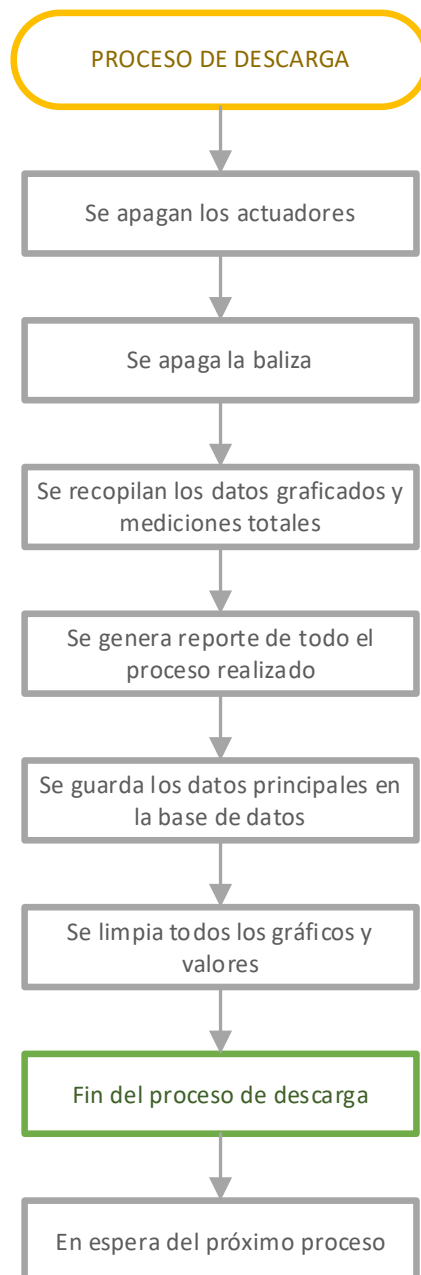 PROCESO DE DESCARGA
Se apagan los actuadores
Se apaga la baliza
Se recopilan los datos graficados y
mediciones totales
Se genera reporte de todo el
proceso realizado
Se guarda los datos principales en
la base de datos
Se limpia todos los gráficos y
valores
Fin del proceso de descarga
En espera del próximo proceso